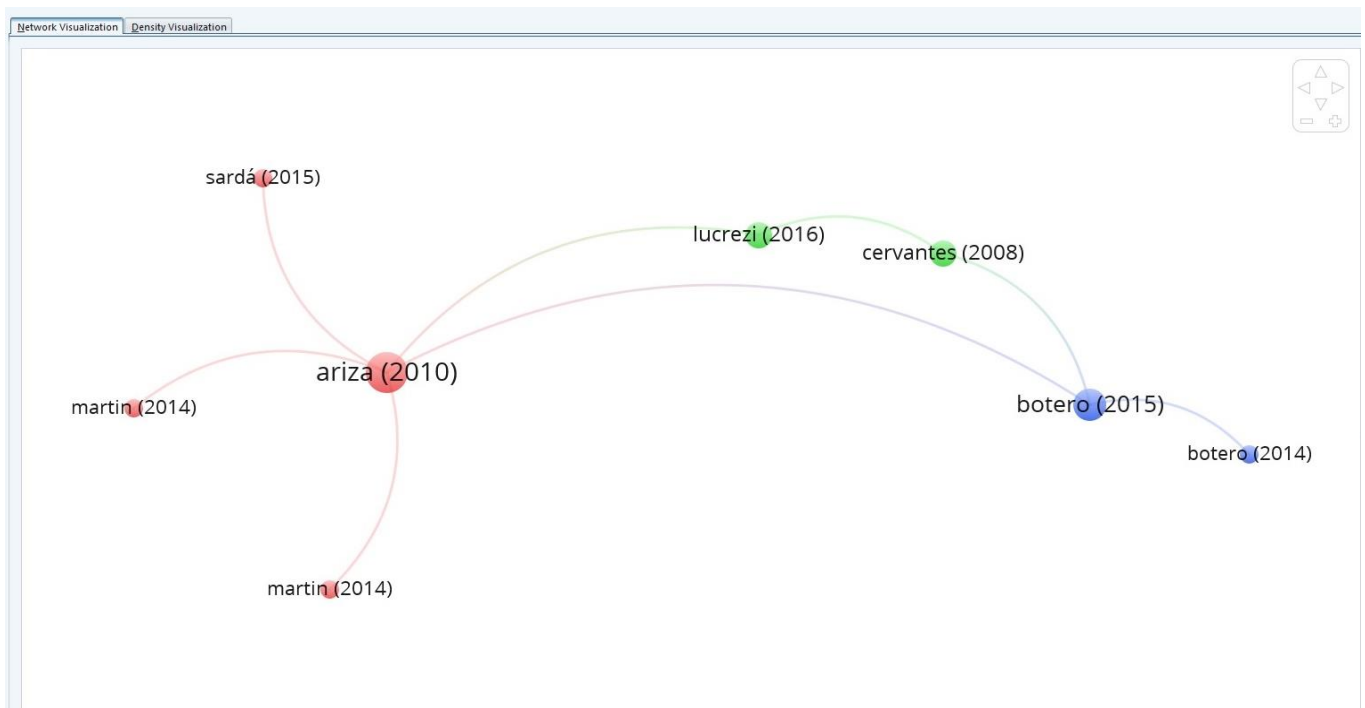 Network Visualization Density Visualization
sardá (2015)
lucrezi (2016)
cervantes (2008)
ariza (2010)
martin (2014)
botero (2015)
botero (2014)
martin (2014)